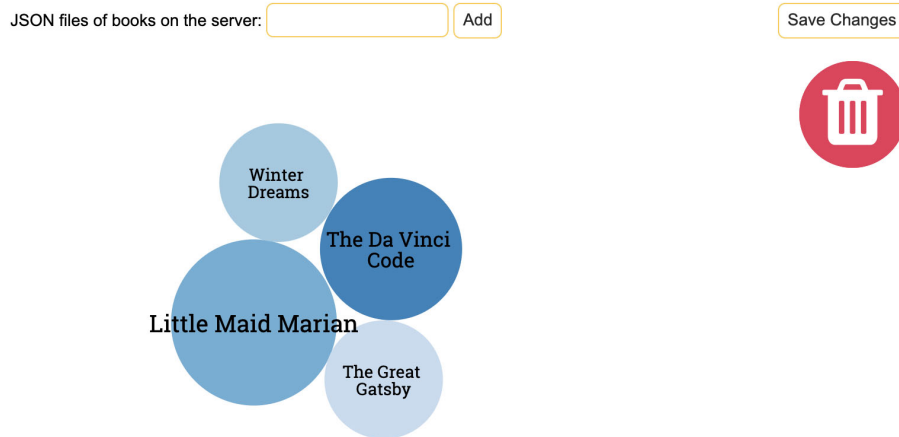 JSON files of books on the server:
Add
Save Changes
Winter
Dreams
The Da Vinci
Code
Little Maid Marian
The Great
Gatsby